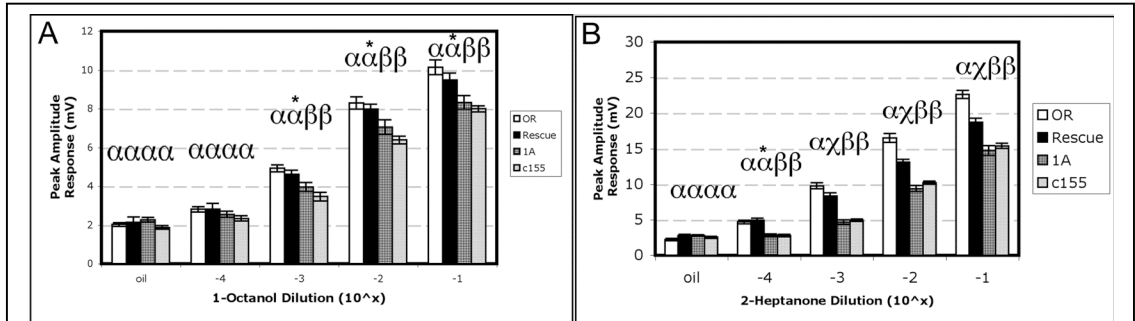 A
12
10
8
6
4
2
0
Peak Amplitude
Response (mV)
αααα
αααα
*
ααββ
*
ααββ
*
ααββ
oil
-4
-3
-2
-1
1-Octanol Dilution (10^x)
OR
Rescue
1A
c155
B
30
25
20
15
10
5
0
Peak Amplitude
Response (mV)
αααα
*
ααββ
αχββ
αχββ
αχββ
oil
-4
-3
-2
-1
2-Heptanone Dilution (10^x)
OR
Rescue
1A
c155